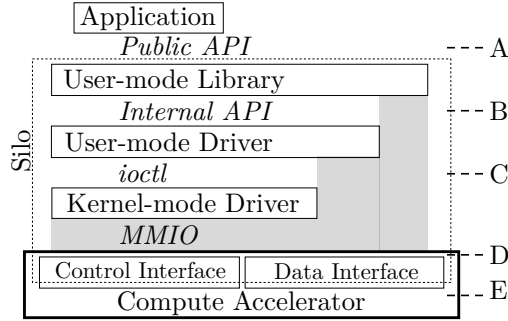 Application
Public API
A
User-mode Library
Internal API
B
User-mode Driver
Silo
ioctl
C
Kernel-mode Driver
MMIO
D
Control Interface Data Interface
E
Compute Accelerator